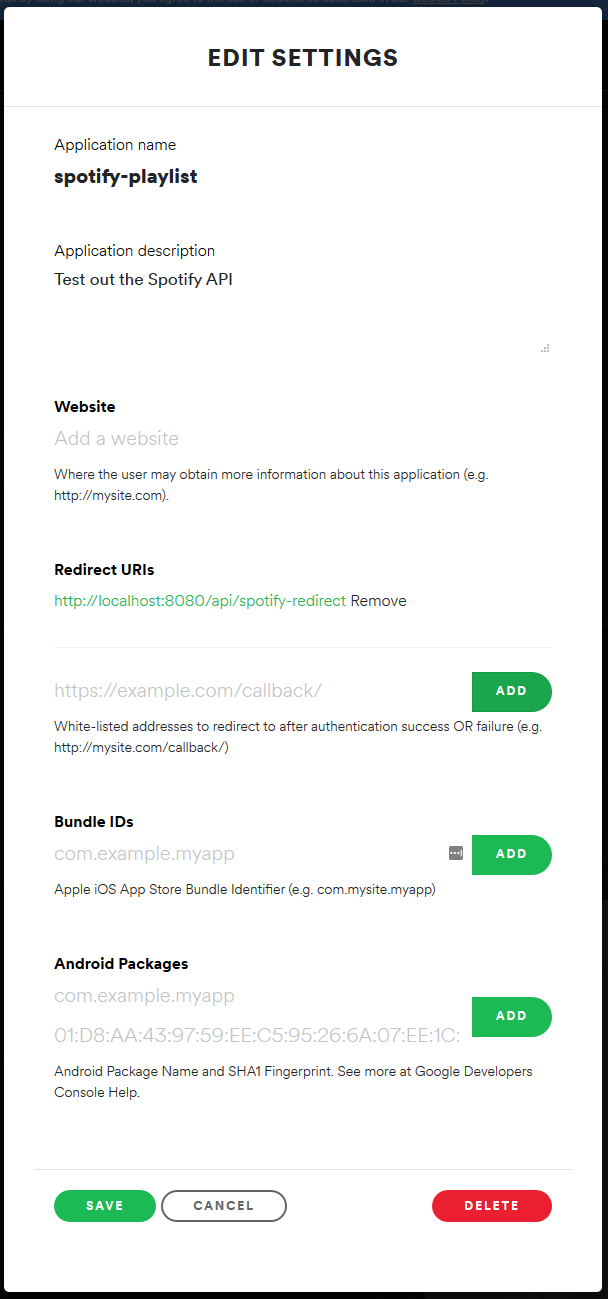 EDIT SETTINGS
Application name
spotify-playlist
Application description
Test out the Spotify API
Website
Add a website
Where the user may obtain more information about this application (e.g.
http://mysite.com).
Redirect URIs
http://localhost:8080/api/spotify-redirect Remove
https://example.com/callback/
ADD
White-listed addresses to redirect to after authentication success OR failure (e.g.
http://mysite.com/callback/)
Bundle IDs
com.example.myapp
ADD
Apple iOS App Store Bundle Identifier (e.g. com.mysite.myapp)
Android Packages
com.example.myapp
ADD
01:D8:AA:43:97:59:EE:C5:95:26:6A:07:EE:1C:
Android Package Name and SHA1 Fingerprint. See more at Google Developers
Console Help.
SAVE CANCEL DELETE